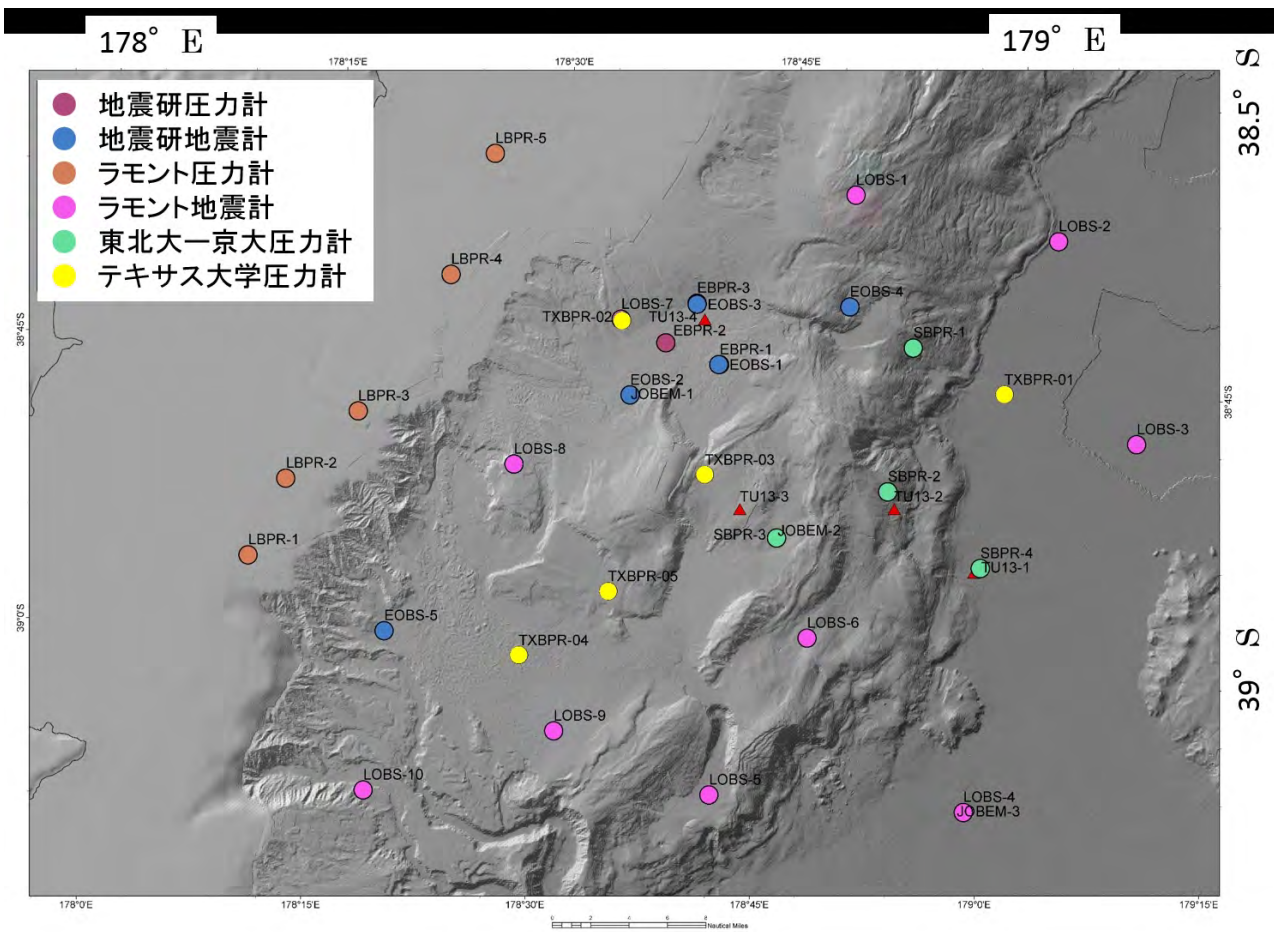 178° E
179° E
178°15'E
178°30'E
178°45'E
38.5° S
地震研圧力計
地震研地震計
ラモント圧力計
ラモント地震計
東北大ー京大圧力計
テキサス大学圧力計
LBPR-5
LOBS-1
LOBS-2
LBPR-4
EBPR-3
EOBS-3
EOBS-4
LOBS-7
TXBPR-02
TU13-4
EBPR-2
38°45'S
SBPR-1
EBPR-1
EOBS-1
EOBS-2
JOBEM-1
TXBPR-01
38°45'S
LBPR-3
LOBS-3
LOBS-8
TXBPR-03
LBPR-2
SBPR-2
TU13-2
TU13-3
SBPR-3
JOBEM-2
LBPR-1
SBPR-4
TU13-1
TXBPR-05
39°0'S
EOBS-5
LOBS-6
TXBPR-04
39° S
LOBS-9
LOBS-10
LOBS-5
LOBS-4
JOBEM-3
178°0'E
178°15'E
178°30'E
178°45'E
179°0'E
179°15'E
0 2 4 6 8
Nautical Miles